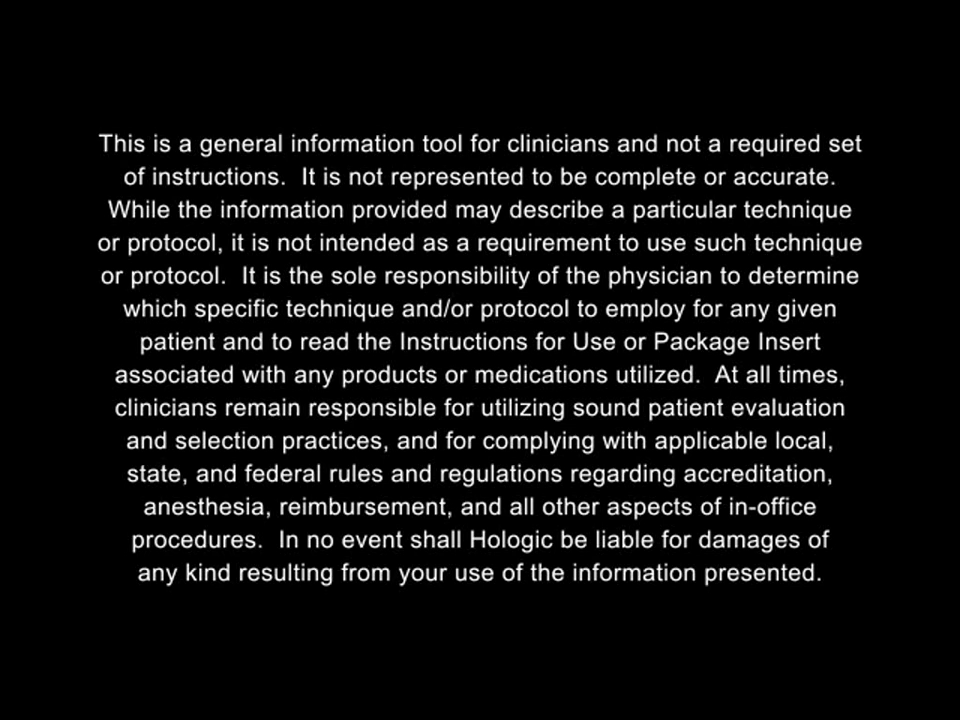 This is a general information tool for clinicians and not a required set
of instructions.  It is not represented to be complete or accurate.
While the information provided may describe a particular technique
or protocol, it is not intended as a requirement to use such technique
or protocol.  It is the sole responsibility of the physician to determine
which specific technique and/or protocol to employ for any given
patient and to read the Instructions for Use or Package Insert
associated with any products or medications utilized.  At all times,
clinicians remain responsible for utilizing sound patient evaluation
and selection practices, and for complying with applicable local,
state, and federal rules and regulations regarding accreditation,
anesthesia, reimbursement, and all other aspects of in-office
procedures.  In no event shall Hologic be liable for damages of
any kind resulting from your use of the information presented.